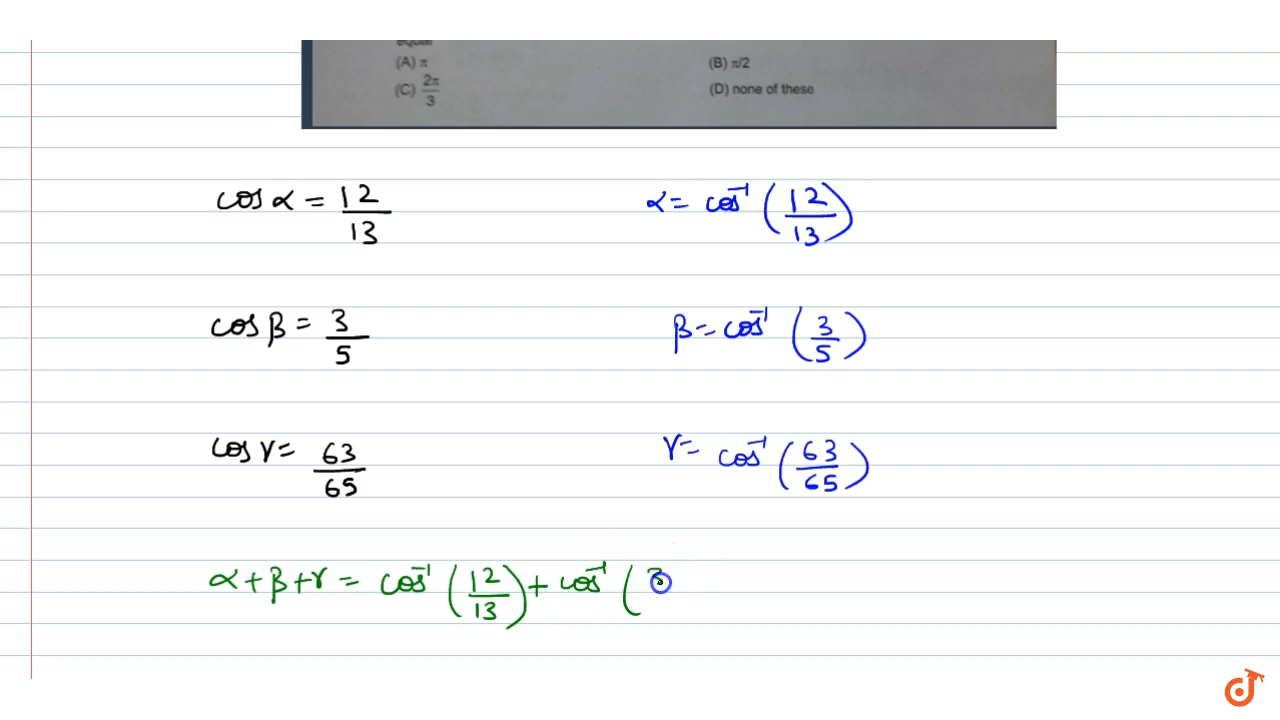 equal
(A) π (B) π/2
(C) 2π/3 (D) none of these
cos α = 12/13 α = cos⁻¹ (12/13)
cos β = 3/5 β = cos⁻¹ (3/5)
cos γ = 63/65 γ = cos⁻¹ (63/65)
α + β + γ = cos⁻¹ (12/13) + cos⁻¹ (3